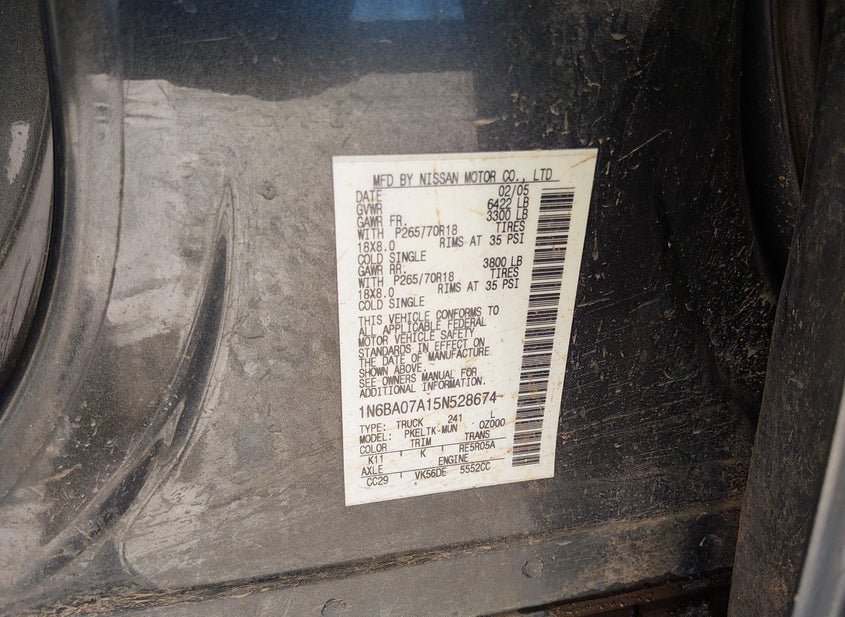 MFD BY NISSAN MOTOR CO., LTD
DATE 02/05
GVWR 6422 LB
GAWR FR. 3300 LB
WITH P265/70R18 TIRES
18X8.0 RIMS AT 35 PSI
COLD SINGLE
GAWR RR. 3800 LB
WITH P265/70R18 TIRES
18X8.0 RIMS AT 35 PSI
COLD SINGLE
THIS VEHICLE CONFORMS TO
ALL APPLICABLE FEDERAL
MOTOR VEHICLE SAFETY
STANDARDS IN EFFECT ON
THE DATE OF MANUFACTURE
SHOWN ABOVE.
SEE OWNERS MANUAL FOR
ADDITIONAL INFORMATION.
1N6BA07A15N528674
TYPE: TRUCK 241 L
MODEL: PKELTK-MUN 0Z000
COLOR TRIM TRANS
K11 K RE5R05A
AXLE ENGINE
CC29 VK56DE 5552CC